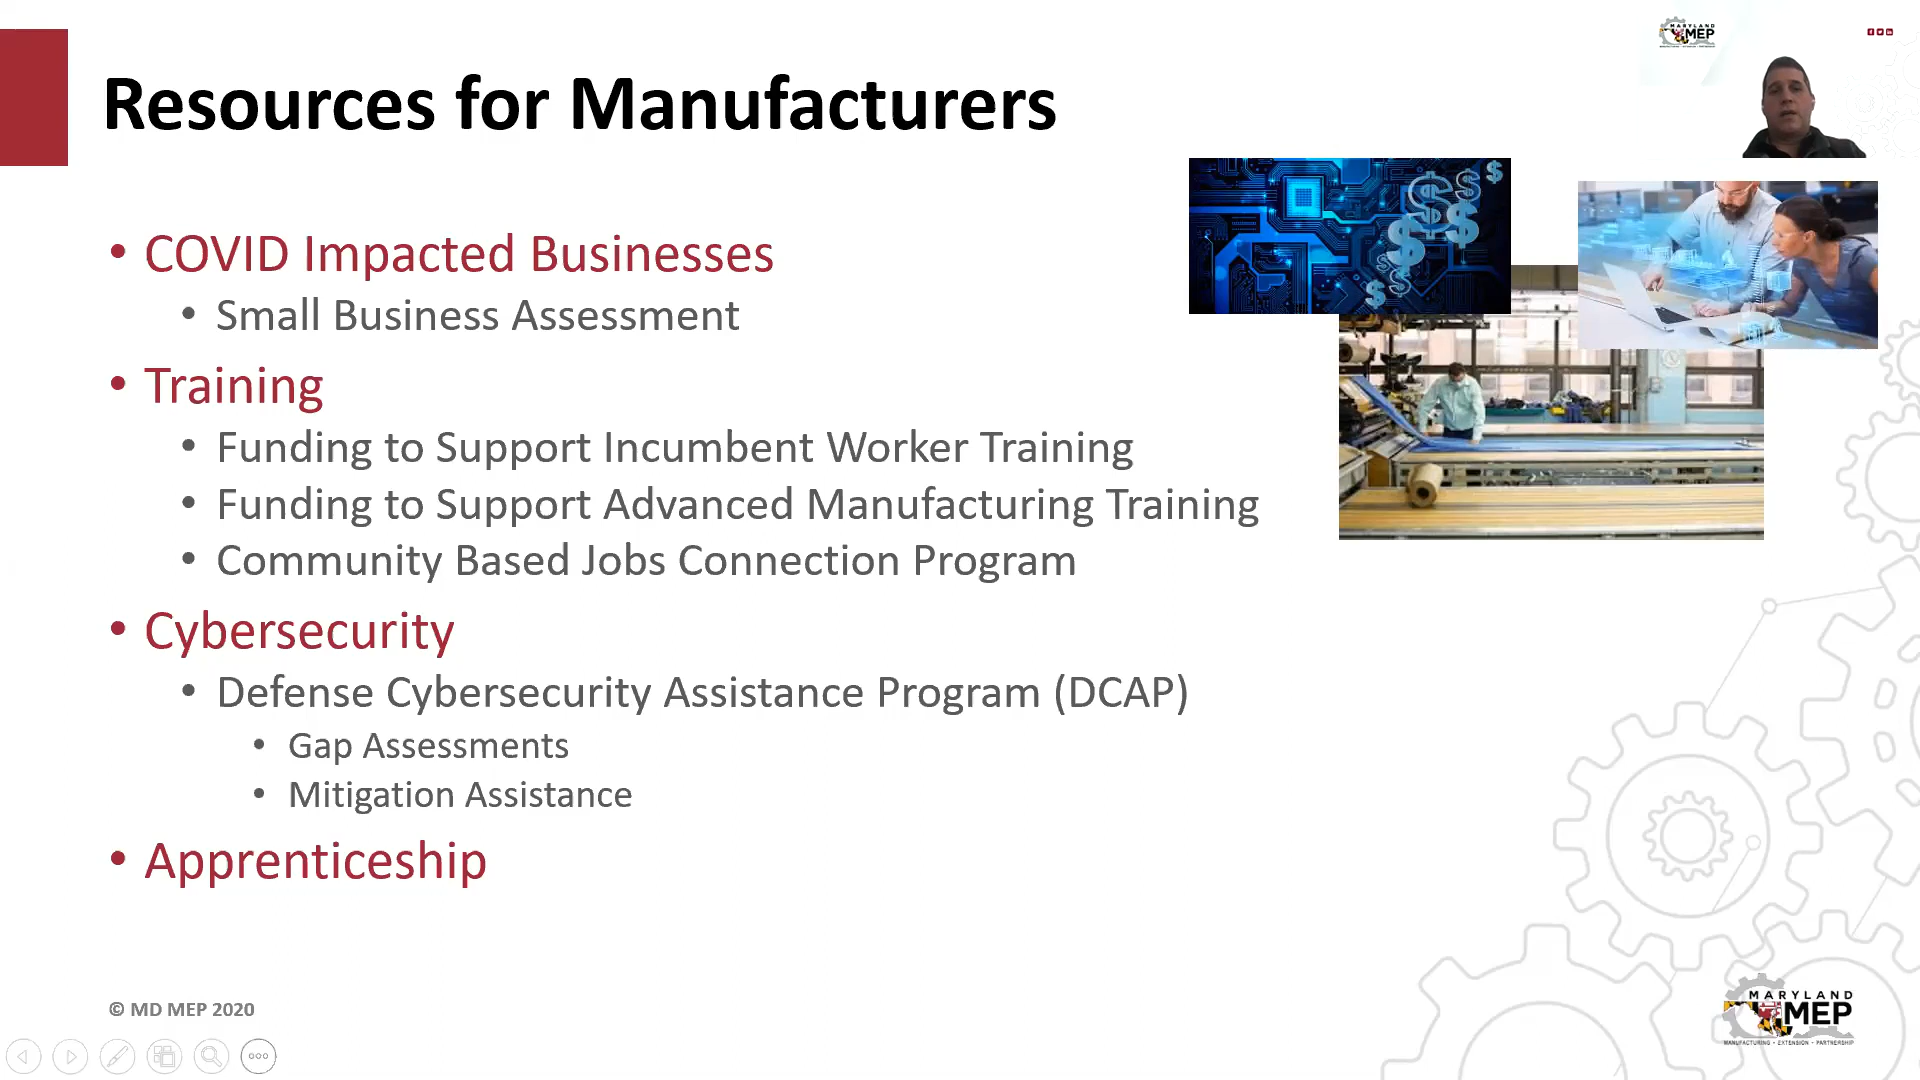 MARYLAND
MEP
Resources for Manufacturers
• COVID Impacted Businesses
• Small Business Assessment
• Training
• Funding to Support Incumbent Worker Training
• Funding to Support Advanced Manufacturing Training
• Community Based Jobs Connection Program
• Cybersecurity
• Defense Cybersecurity Assistance Program (DCAP)
• Gap Assessments
• Mitigation Assistance
• Apprenticeship
© MD MEP 2020
MARYLAND
MEP
MANUFACTURING • EXTENSION • PARTNERSHIP